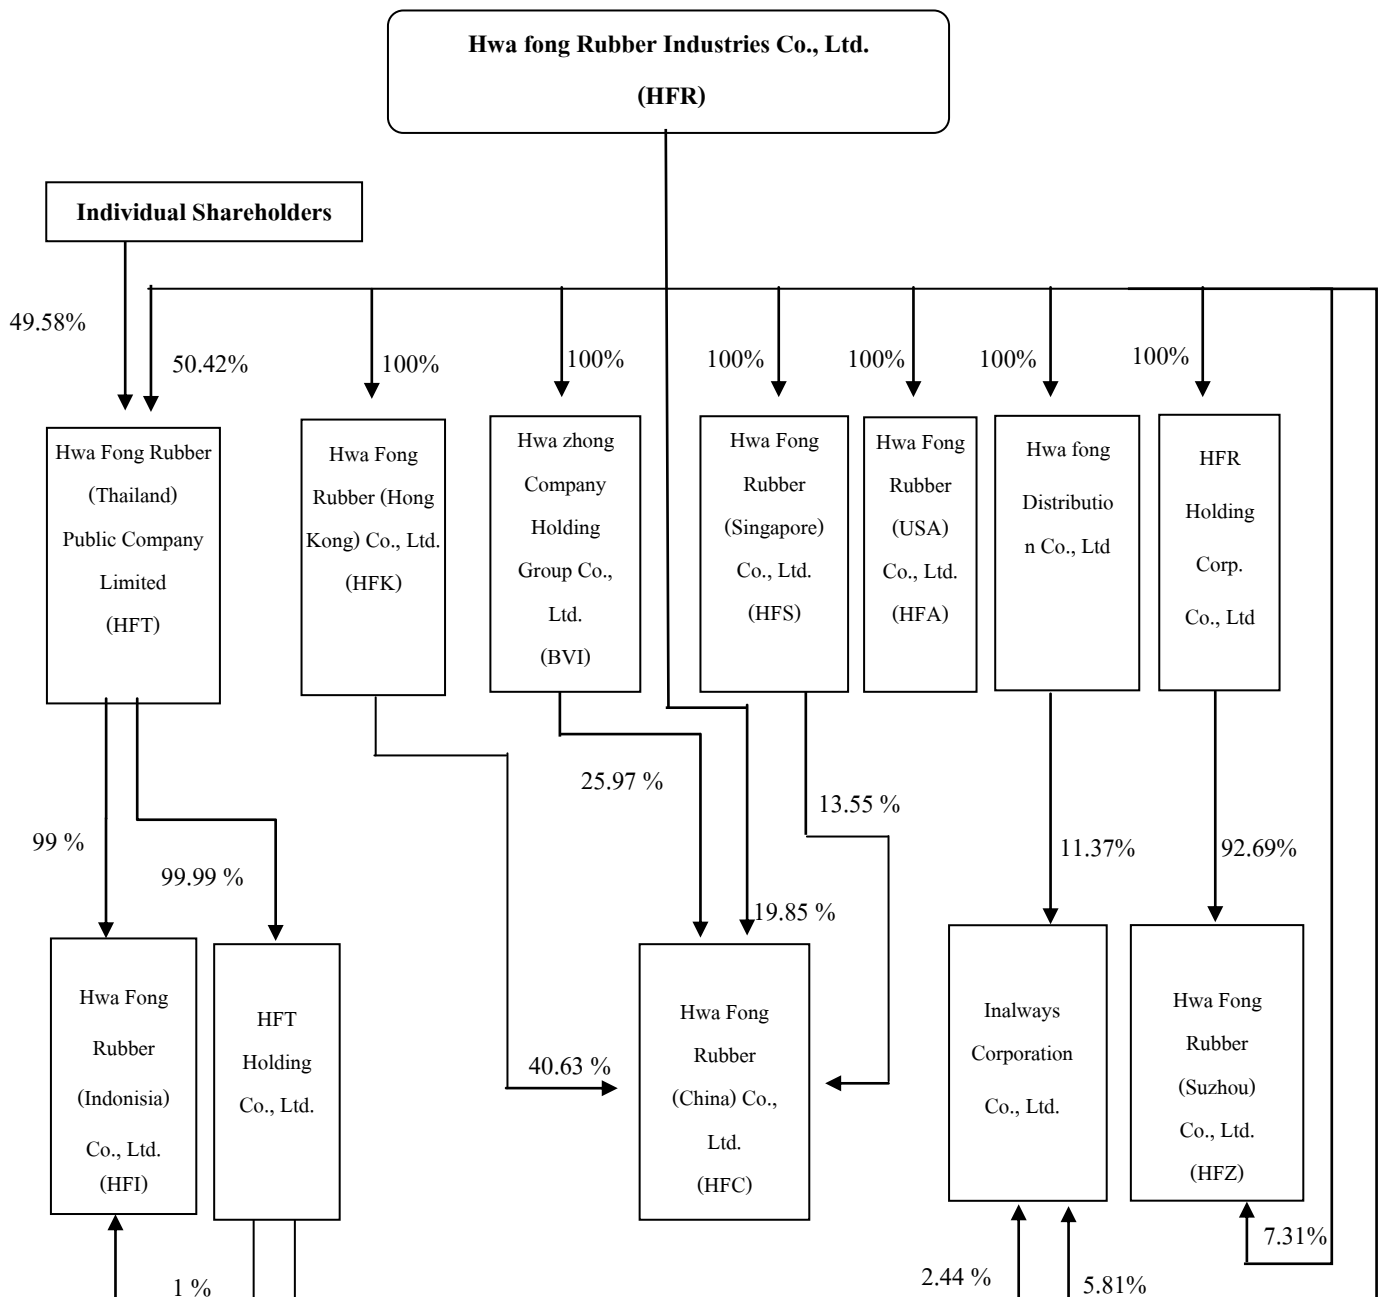 Hwa fong Rubber Industries Co., Ltd.
(HFR)
Individual Shareholders
49.58%
50.42%
100%
100%
100%
100%
100%
100%
Hwa Fong Rubber
(Thailand)
Public Company
Limited
(HFT)
Hwa Fong
Rubber (Hong
Kong) Co., Ltd.
(HFK)
Hwa zhong
Company
Holding
Group Co.,
Ltd.
(BVI)
Hwa Fong
Rubber
(Singapore)
Co., Ltd.
(HFS)
Hwa Fong
Rubber
(USA)
Co., Ltd.
(HFA)
Hwa fong
Distributio
n Co., Ltd
HFR
Holding
Corp.
Co., Ltd
99 %
99.99 %
25.97 %
13.55 %
19.85 %
40.63 %
11.37%
92.69%
Hwa Fong
Rubber
(Indonisia)
Co., Ltd.
(HFI)
HFT
Holding
Co., Ltd.
Hwa Fong
Rubber
(China) Co.,
Ltd.
(HFC)
Inalways
Corporation
Co., Ltd.
Hwa Fong
Rubber
(Suzhou)
Co., Ltd.
(HFZ)
1 %
2.44 %
5.81%
7.31%